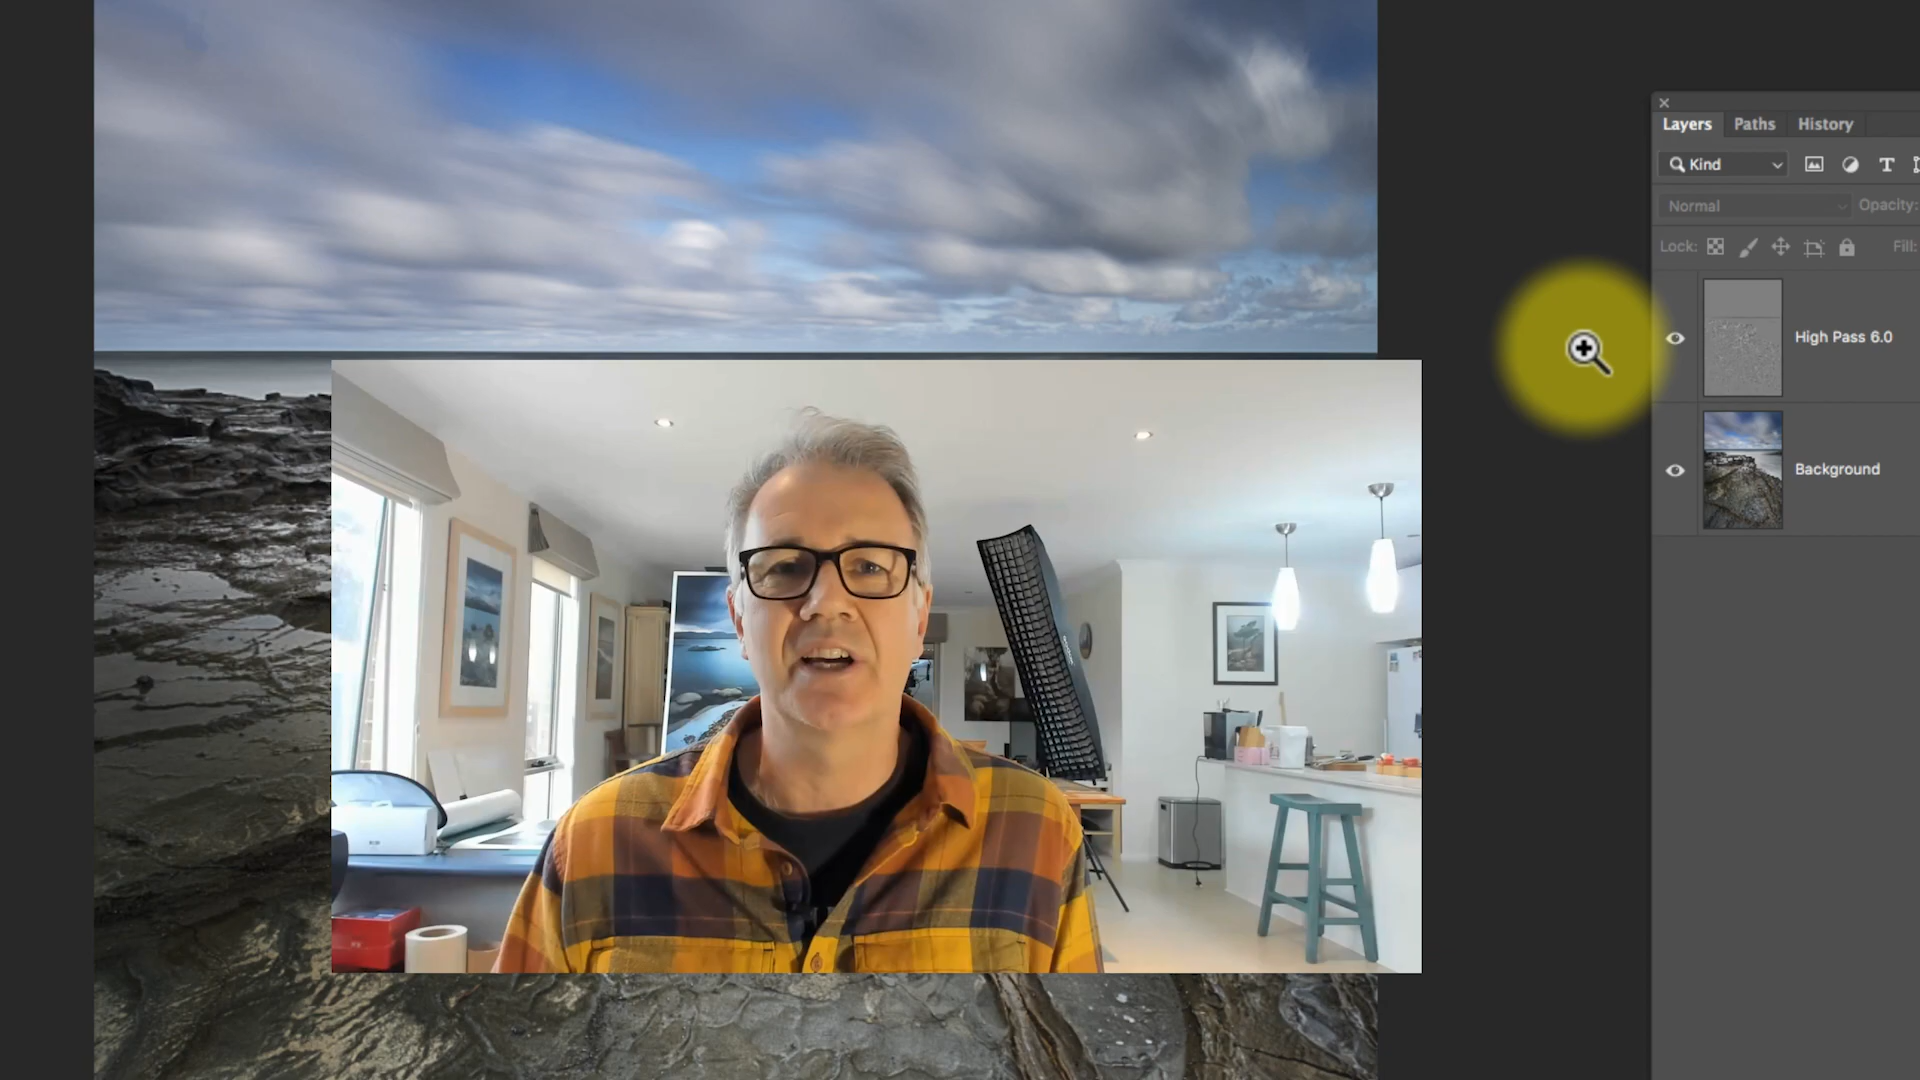 Layers Paths History
Kind
Normal Opacity:
Lock: Fill:
High Pass 6.0
Background